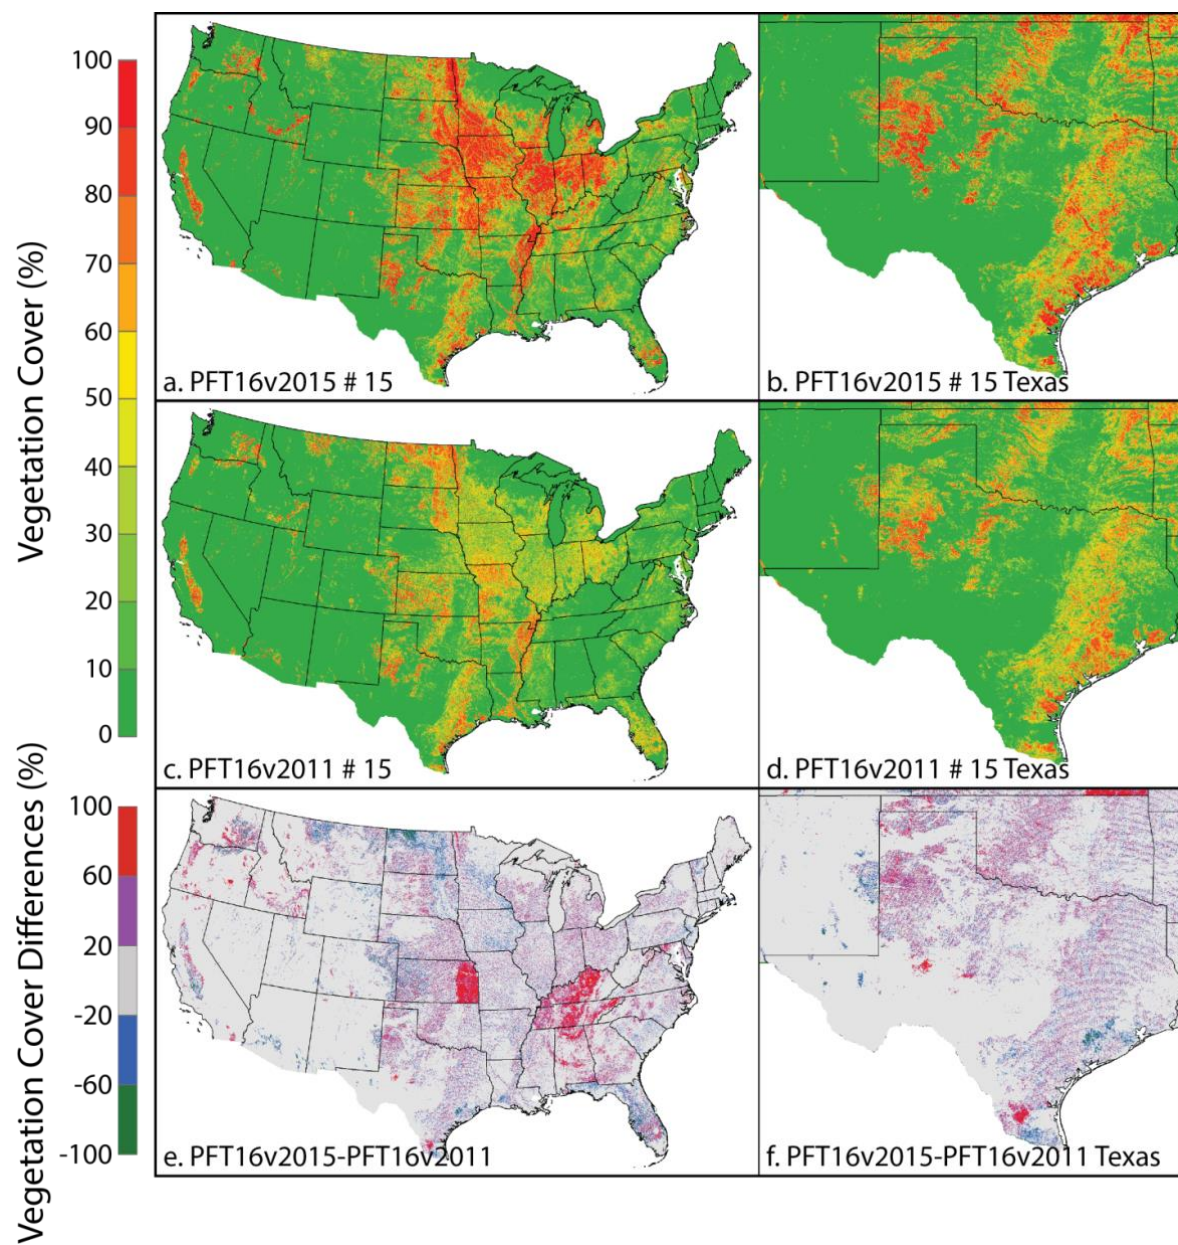 Vegetation Cover (%)
100
90
80
70
60
50
40
30
20
10
0
a. PFT16v2015 # 15
b. PFT16v2015 # 15 Texas
c. PFT16v2011 # 15
d. PFT16v2011 # 15 Texas
Vegetation Cover Differences (%)
100
60
20
-20
-60
-100
e. PFT16v2015-PFT16v2011
f. PFT16v2015-PFT16v2011 Texas